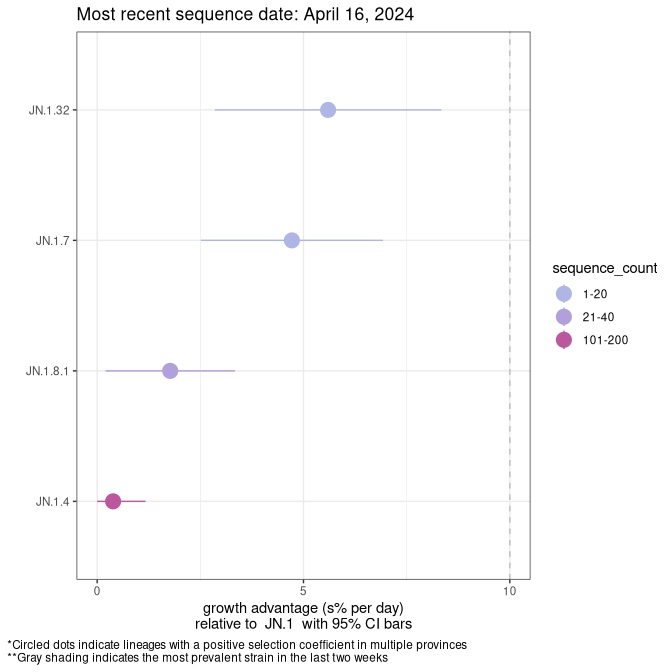 Most recent sequence date: April 16, 2024
JN.1.32
JN.1.7
JN.1.8.1
JN.1.4
0 5 10
growth advantage (s% per day)
relative to JN.1 with 95% CI bars
sequence_count
1-20
21-40
101-200
*Circled dots indicate lineages with a positive selection coefficient in multiple provinces
**Gray shading indicates the most prevalent strain in the last two weeks